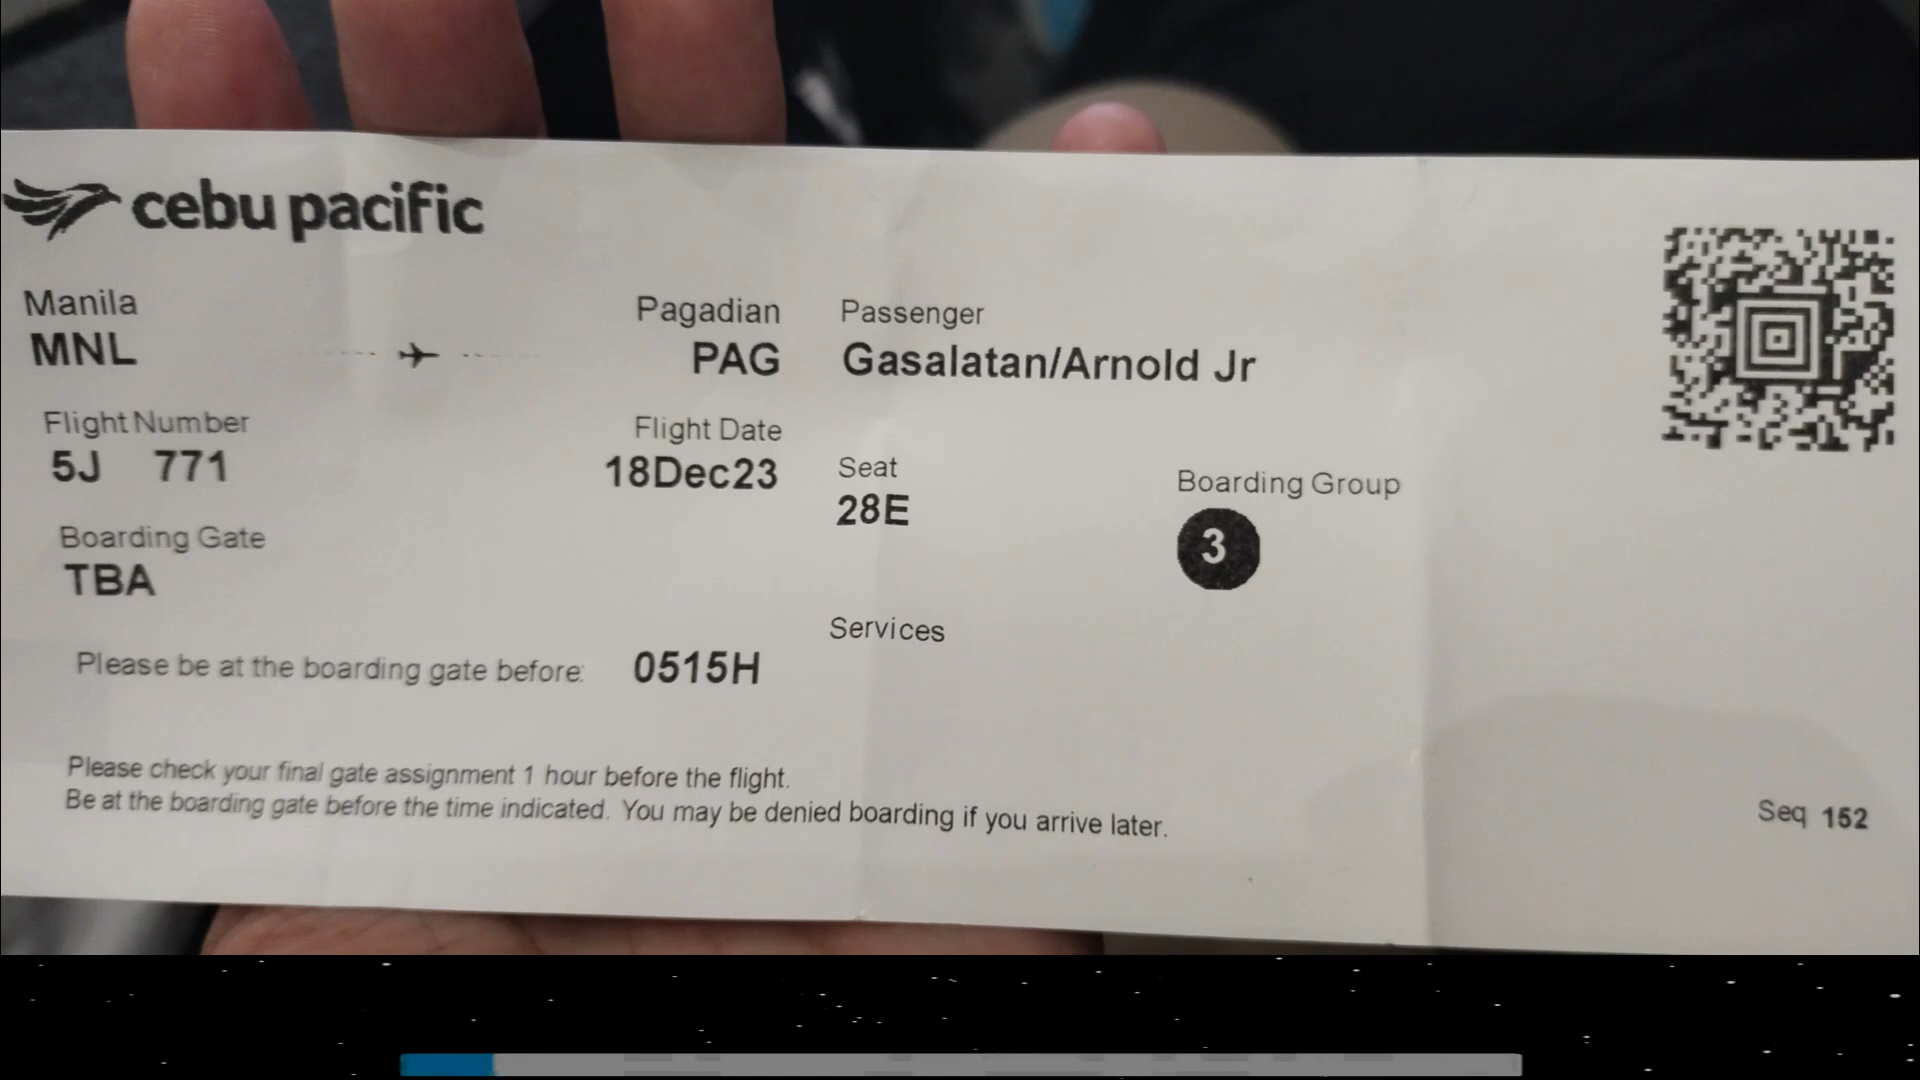 cebu pacific
Manila
MNL
Pagadian
PAG
Passenger
Gasalatan/Arnold Jr
Flight Number
5J 771
Flight Date
18Dec23
Seat
28E
Boarding Group
3
Boarding Gate
TBA
Services
Please be at the boarding gate before: 0515H
Please check your final gate assignment 1 hour before the flight.
Be at the boarding gate before the time indicated. You may be denied boarding if you arrive later.
Seq 152